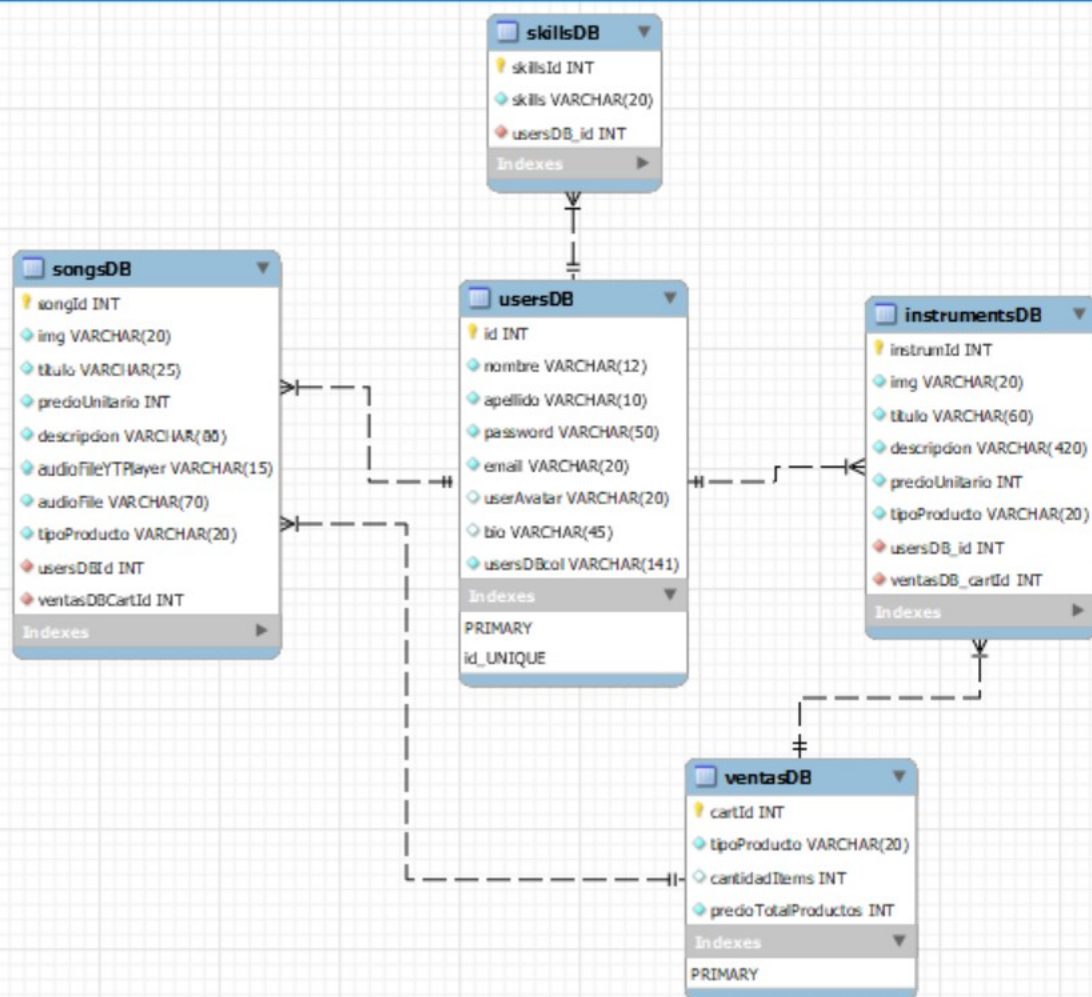 skillsDB
skillsId INT
skills VARCHAR(20)
usersDB_id INT
Indexes
songsDB
songId INT
img VARCHAR(20)
titulo VARCHAR(25)
precioUnitario INT
descripcion VARCHAR(88)
audioFileYTPlayer VARCHAR(15)
audioFile VARCHAR(70)
tipoProducto VARCHAR(20)
usersDBId INT
ventasDBCartId INT
Indexes
usersDB
id INT
nombre VARCHAR(12)
apellido VARCHAR(10)
password VARCHAR(50)
email VARCHAR(20)
userAvatar VARCHAR(20)
bio VARCHAR(45)
usersDBcol VARCHAR(141)
Indexes
PRIMARY
id_UNIQUE
instrumentsDB
instrumId INT
img VARCHAR(20)
titulo VARCHAR(60)
descripcion VARCHAR(420)
precioUnitario INT
tipoProducto VARCHAR(20)
usersDB_id INT
ventasDB_cartId INT
Indexes
ventasDB
cartId INT
tipoProducto VARCHAR(20)
cantidadItems INT
precioTotalProductos INT
Indexes
PRIMARY